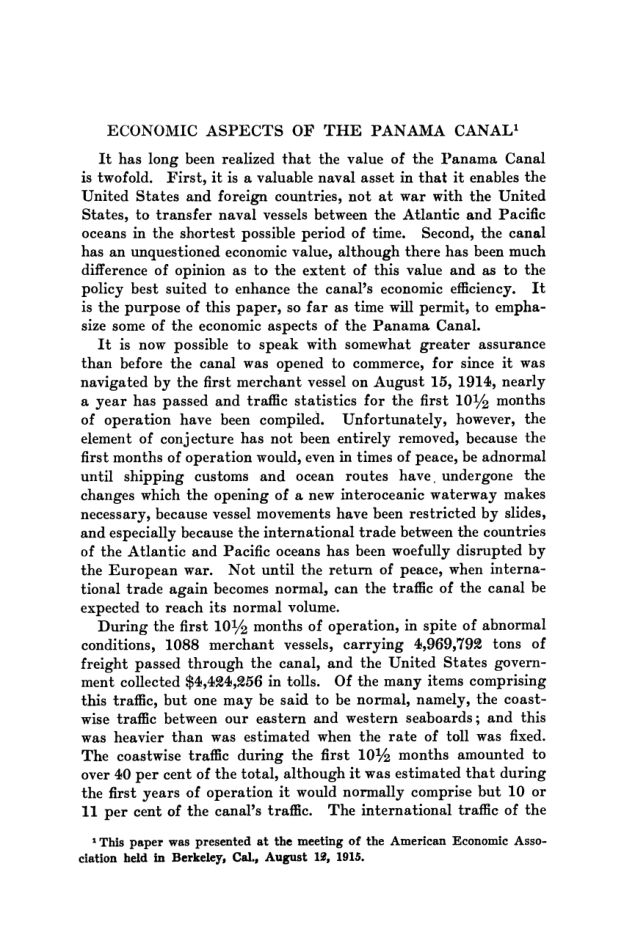 ECONOMIC ASPECTS OF THE PANAMA CANAL¹
It has long been realized that the value of the Panama Canal
is twofold. First, it is a valuable naval asset in that it enables the
United States and foreign countries, not at war with the United
States, to transfer naval vessels between the Atlantic and Pacific
oceans in the shortest possible period of time. Second, the canal
has an unquestioned economic value, although there has been much
difference of opinion as to the extent of this value and as to the
policy best suited to enhance the canal's economic efficiency. It
is the purpose of this paper, so far as time will permit, to empha-
size some of the economic aspects of the Panama Canal.
It is now possible to speak with somewhat greater assurance
than before the canal was opened to commerce, for since it was
navigated by the first merchant vessel on August 15, 1914, nearly
a year has passed and traffic statistics for the first 10½ months
of operation have been compiled. Unfortunately, however, the
element of conjecture has not been entirely removed, because the
first months of operation would, even in times of peace, be adnormal
until shipping customs and ocean routes have undergone the
changes which the opening of a new interoceanic waterway makes
necessary, because vessel movements have been restricted by slides,
and especially because the international trade between the countries
of the Atlantic and Pacific oceans has been woefully disrupted by
the European war. Not until the return of peace, when interna-
tional trade again becomes normal, can the traffic of the canal be
expected to reach its normal volume.
During the first 10½ months of operation, in spite of abnormal
conditions, 1088 merchant vessels, carrying 4,969,792 tons of
freight passed through the canal, and the United States govern-
ment collected $4,424,256 in tolls. Of the many items comprising
this traffic, but one may be said to be normal, namely, the coast-
wise traffic between our eastern and western seaboards; and this
was heavier than was estimated when the rate of toll was fixed.
The coastwise traffic during the first 10½ months amounted to
over 40 per cent of the total, although it was estimated that during
the first years of operation it would normally comprise but 10 or
11 per cent of the canal's traffic. The international traffic of the
¹ This paper was presented at the meeting of the American Economic Asso-
ciation held in Berkeley, Cal., August 12, 1915.